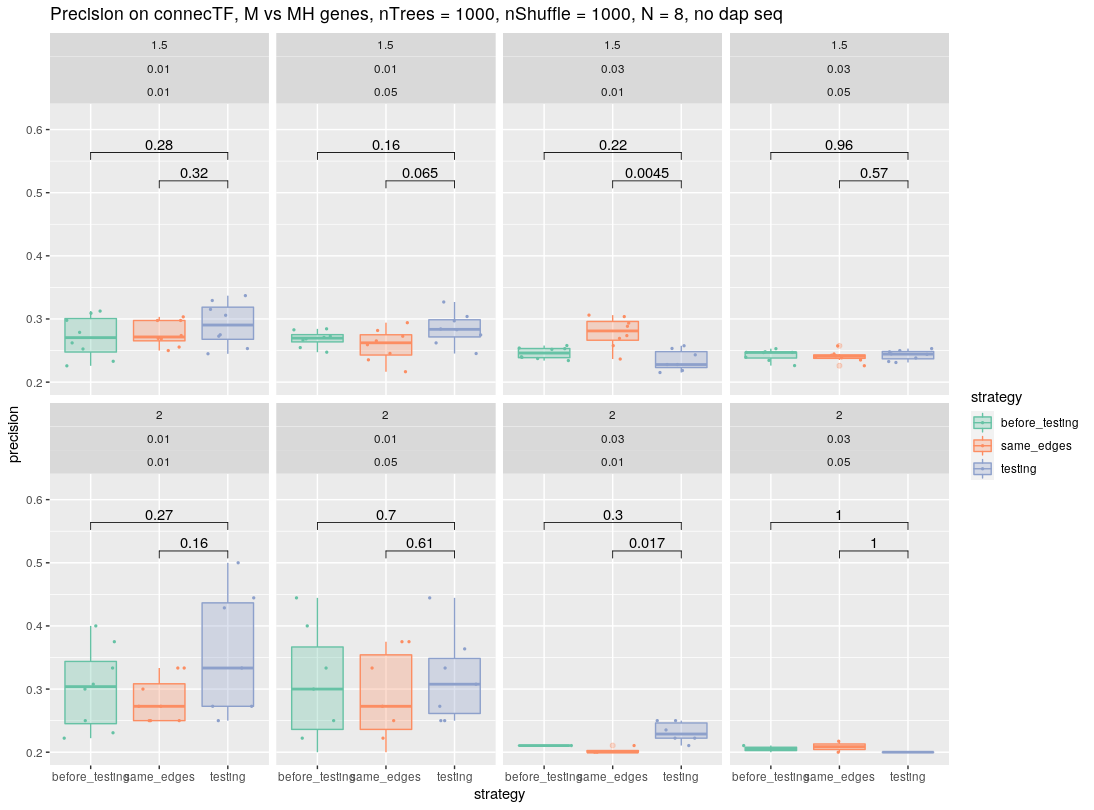 Precision on connecTF, M vs MH genes, nTrees = 1000, nShuffle = 1000, N = 8, no dap seq
1.5 1.5 1.5 1.5
0.01 0.01 0.03 0.03
0.01 0.05 0.01 0.05
0.6
0.28 0.16 0.22 0.96
0.32 0.065 0.0045 0.57
0.5
0.4
0.3
0.2
2 2 2 2
0.01 0.01 0.03 0.03
0.01 0.05 0.01 0.05
0.6
0.27 0.7 0.3 1
0.16 0.61 0.017 1
0.5
0.4
0.3
0.2
before_testing same_edges testing before_testing same_edges testing before_testing same_edges testing before_testing same_edges testing
strategy
precision
strategy
before_testing
same_edges
testing